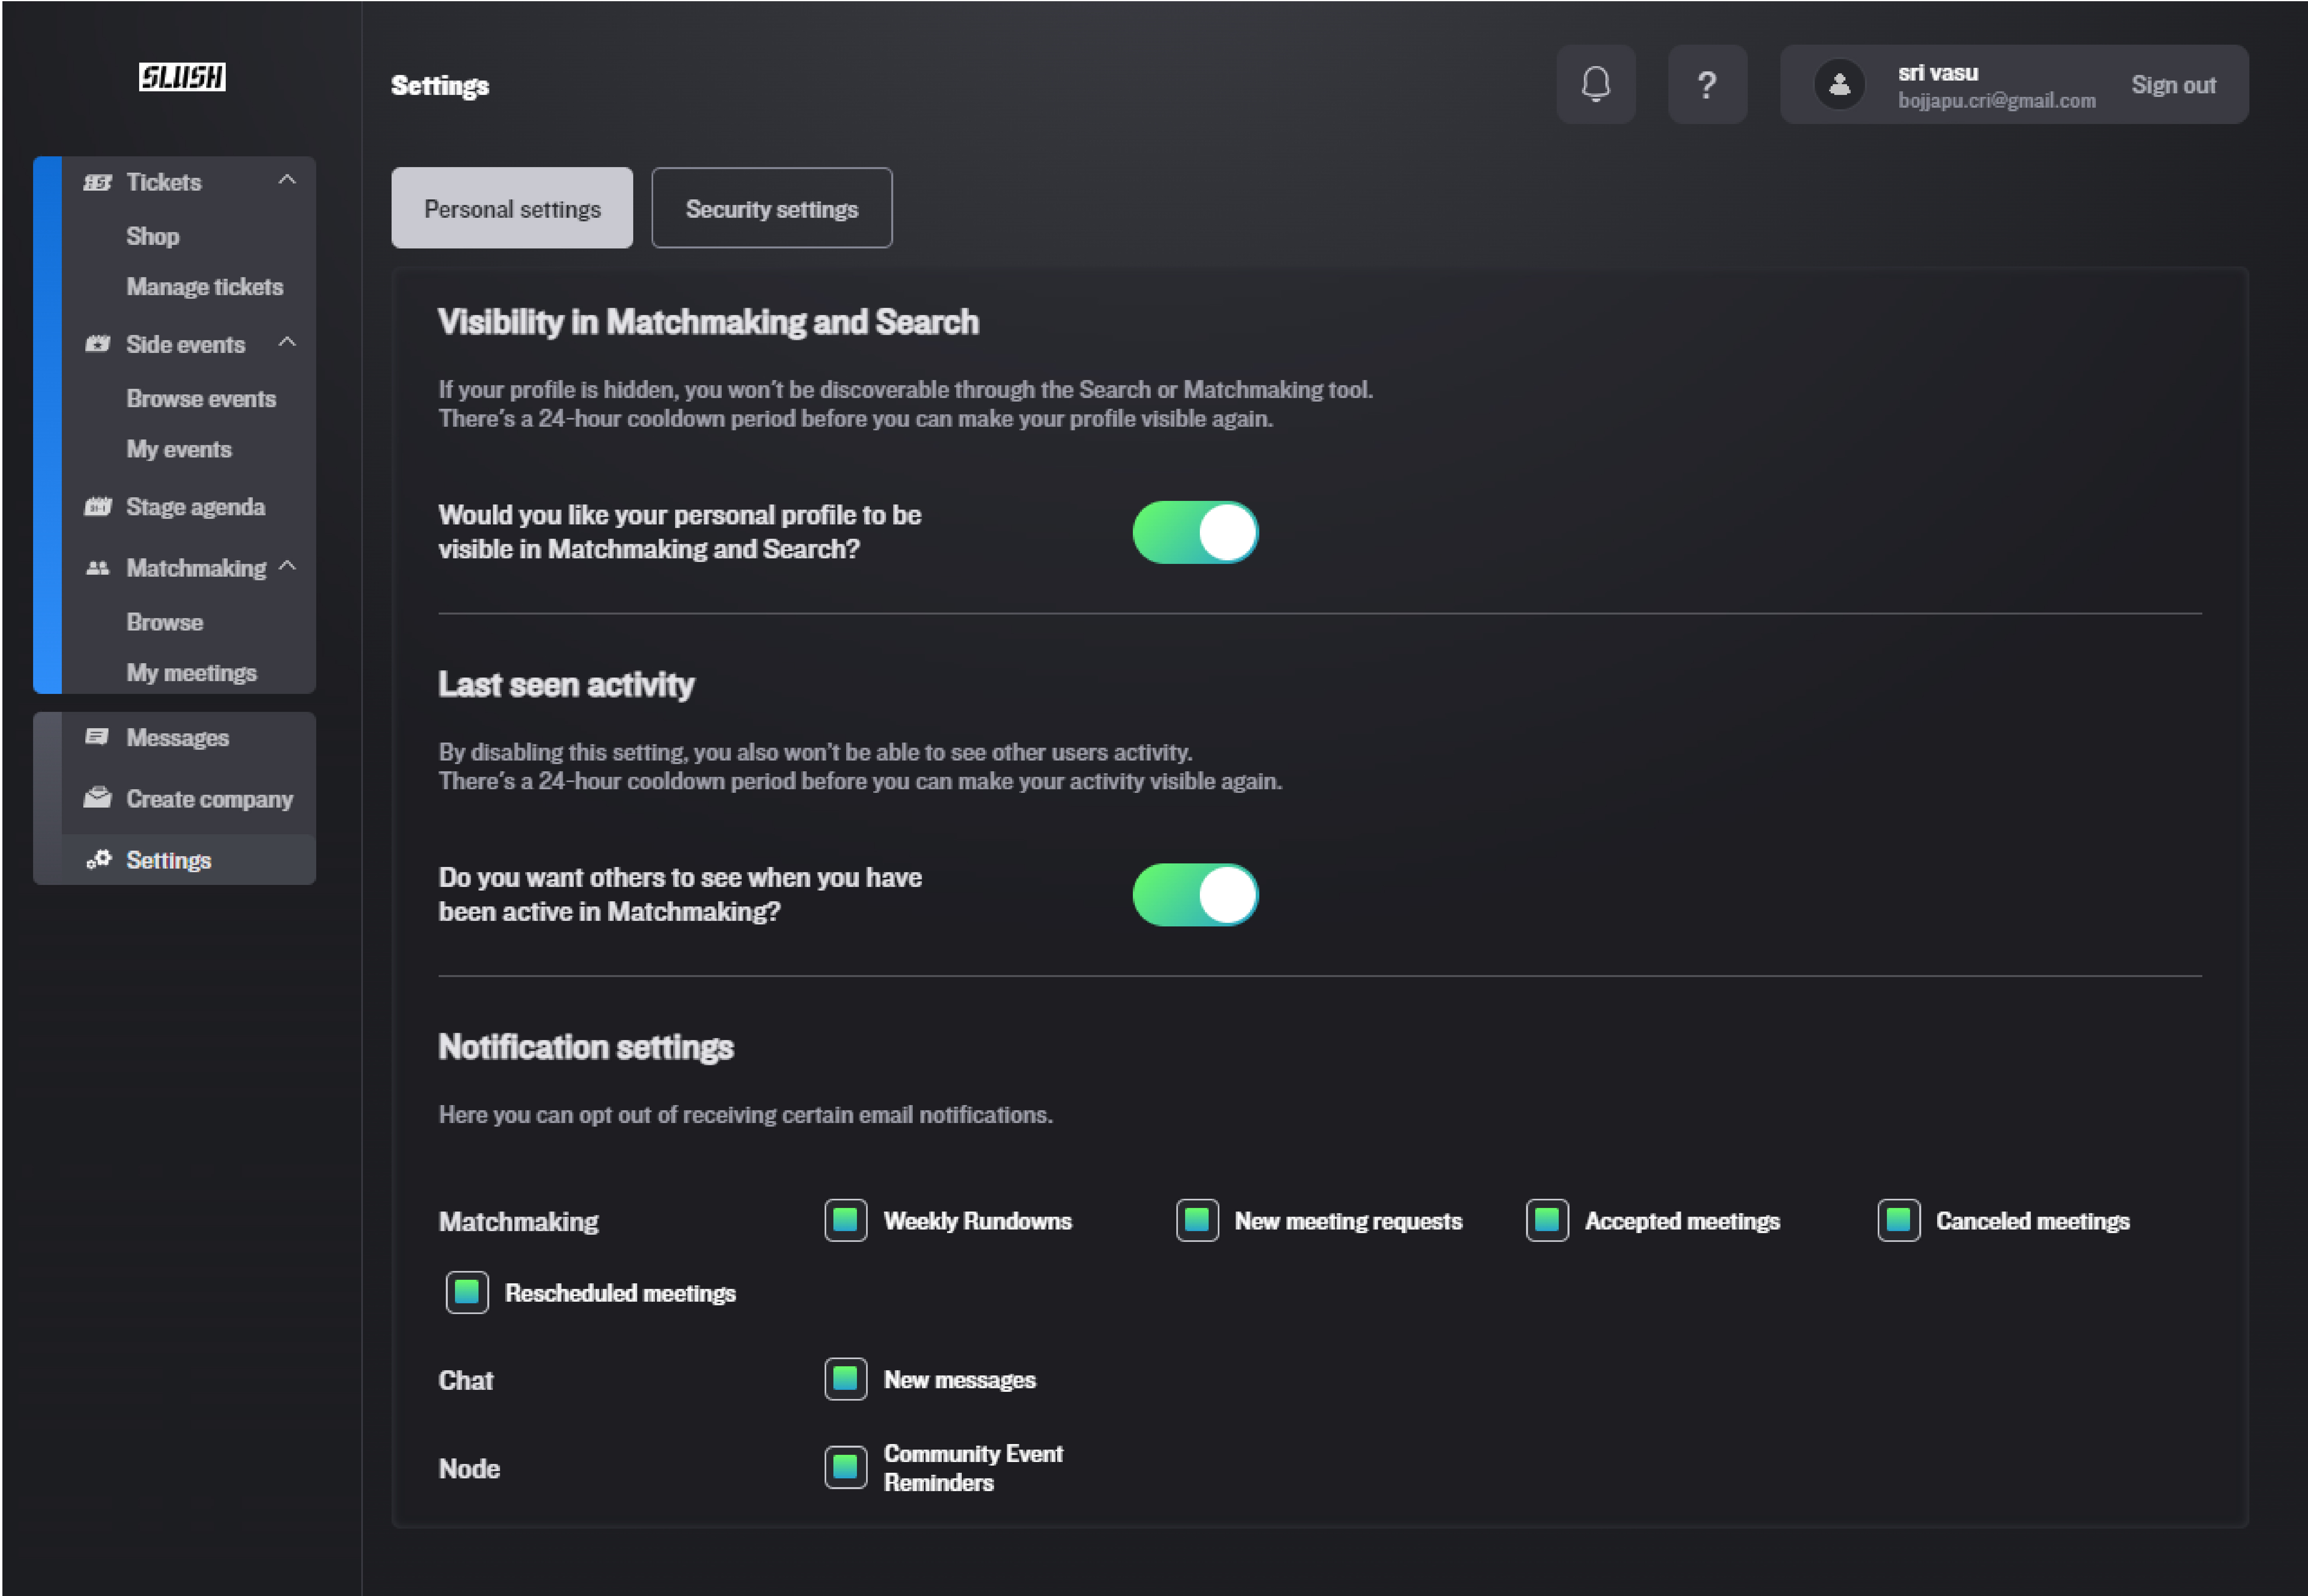 SLUSH
Settings
?
sri vasu
bojjapu.cri@gmail.com
Sign out
Tickets
Shop
Manage tickets
Side events
Browse events
My events
Stage agenda
Matchmaking
Browse
My meetings
Messages
Create company
Settings
Personal settings
Security settings
Visibility in Matchmaking and Search
If your profile is hidden, you won't be discoverable through the Search or Matchmaking tool.
There's a 24-hour cooldown period before you can make your profile visible again.
Would you like your personal profile to be
visible in Matchmaking and Search?
Last seen activity
By disabling this setting, you also won't be able to see other users activity.
There's a 24-hour cooldown period before you can make your activity visible again.
Do you want others to see when you have
been active in Matchmaking?
Notification settings
Here you can opt out of receiving certain email notifications.
Matchmaking
Weekly Rundowns
New meeting requests
Accepted meetings
Canceled meetings
Rescheduled meetings
Chat
New messages
Node
Community Event
Reminders